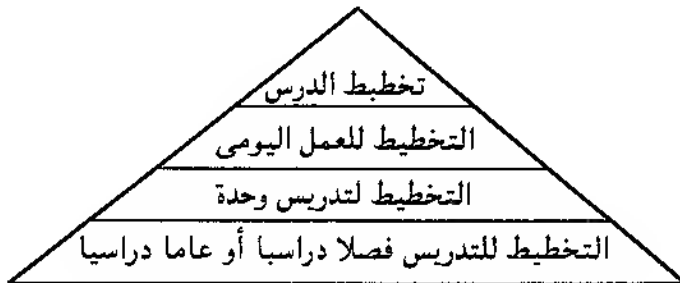 تخطبط الدرس
التخطيط للعمل اليومى
التخطيط لتدريس وحدة
التخطيط للتدريس فصلا دراسبا أو عاما دراسيا